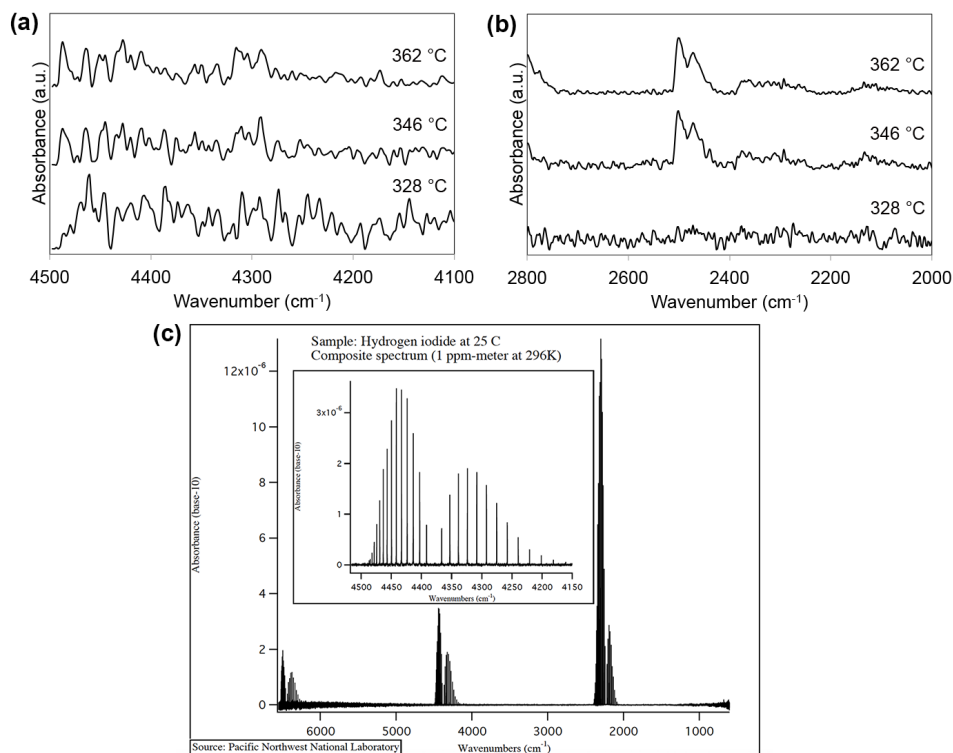 (a)
Absorbance (a.u.)
362 °C
346 °C
328 °C
4500 4400 4300 4200 4100
Wavenumber (cm-1)
(b)
Absorbance (a.u.)
362 °C
346 °C
328 °C
2800 2600 2400 2200 2000
Wavenumber (cm-1)
(c)
Sample: Hydrogen iodide at 25 C
Composite spectrum (1 ppm-meter at 296K)
Absorbance (base-10)
12x10-6
10
8
6
4
2
0
Absorbance (base-10)
3x10-6
2
1
0
4500 4450 4400 4350 4300 4250 4200 4150
Wavenumbers (cm-1)
6000 5000 4000 3000 2000 1000
Wavenumbers (cm-1)
Source: Pacific Northwest National Laboratory